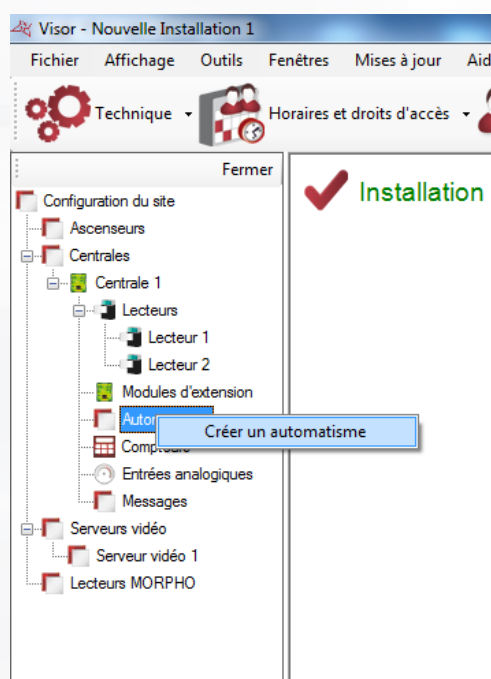 Visor - Nouvelle Installation 1
Fichier Affichage Outils Fenêtres Mises à jour Aid
Technique Horaires et droits d'accès
Fermer
Configuration du site
Installation
Ascenseurs
Centrales
Centrale 1
Lecteurs
Lecteur 1
Lecteur 2
Modules d'extension
Créer un automatisme
Entrées analogiques
Messages
Serveurs vidéo
Serveur vidéo 1
Lecteurs MORPHO